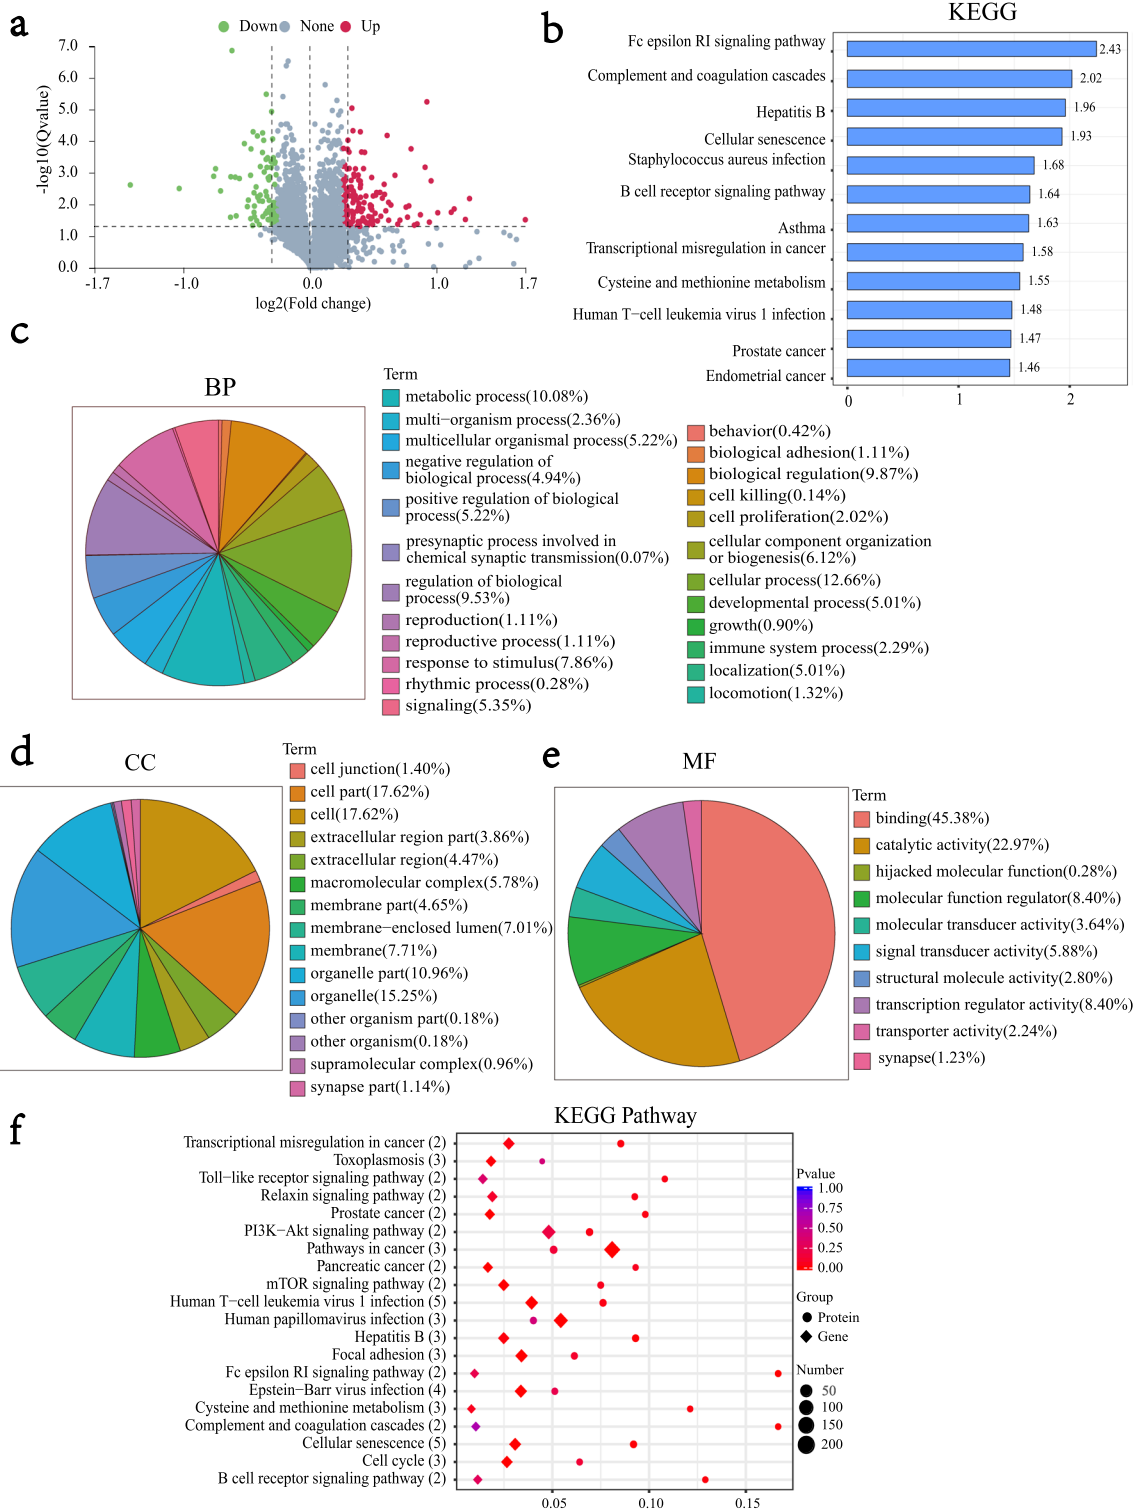 a
Down None Up
7.0
6.0
5.0
4.0
3.0
2.0
1.0
0.0
-log10(Qvalue)
-1.7 -1.0 0.0 1.0 1.7
log2(Fold change)
b
KEGG
Fc epsilon RI signaling pathway 2.43
Complement and coagulation cascades 2.02
Hepatitis B 1.96
Cellular senescence 1.93
Staphylococcus aureus infection 1.68
B cell receptor signaling pathway 1.64
Asthma 1.63
Transcriptional misregulation in cancer 1.58
Cysteine and methionine metabolism 1.55
Human T−cell leukemia virus 1 infection 1.48
Prostate cancer 1.47
Endometrial cancer 1.46
0 1 2
c
BP
Term
metabolic process(10.08%)
multi−organism process(2.36%)
multicellular organismal process(5.22%)
negative regulation of
biological process(4.94%)
positive regulation of biological
process(5.22%)
presynaptic process involved in
chemical synaptic transmission(0.07%)
regulation of biological
process(9.53%)
reproduction(1.11%)
reproductive process(1.11%)
response to stimulus(7.86%)
rhythmic process(0.28%)
signaling(5.35%)
behavior(0.42%)
biological adhesion(1.11%)
biological regulation(9.87%)
cell killing(0.14%)
cell proliferation(2.02%)
cellular component organization
or biogenesis(6.12%)
cellular process(12.66%)
developmental process(5.01%)
growth(0.90%)
immune system process(2.29%)
localization(5.01%)
locomotion(1.32%)
d
CC
Term
cell junction(1.40%)
cell part(17.62%)
cell(17.62%)
extracellular region part(3.86%)
extracellular region(4.47%)
macromolecular complex(5.78%)
membrane part(4.65%)
membrane−enclosed lumen(7.01%)
membrane(7.71%)
organelle part(10.96%)
organelle(15.25%)
other organism part(0.18%)
other organism(0.18%)
supramolecular complex(0.96%)
synapse part(1.14%)
e
MF
Term
binding(45.38%)
catalytic activity(22.97%)
hijacked molecular function(0.28%)
molecular function regulator(8.40%)
molecular transducer activity(3.64%)
signal transducer activity(5.88%)
structural molecule activity(2.80%)
transcription regulator activity(8.40%)
transporter activity(2.24%)
synapse(1.23%)
f
KEGG Pathway
Transcriptional misregulation in cancer (2)
Toxoplasmosis (3)
Toll−like receptor signaling pathway (2)
Relaxin signaling pathway (2)
Prostate cancer (2)
PI3K−Akt signaling pathway (2)
Pathways in cancer (3)
Pancreatic cancer (2)
mTOR signaling pathway (2)
Human T−cell leukemia virus 1 infection (5)
Human papillomavirus infection (3)
Hepatitis B (3)
Focal adhesion (3)
Fc epsilon RI signaling pathway (2)
Epstein−Barr virus infection (4)
Cysteine and methionine metabolism (3)
Complement and coagulation cascades (2)
Cellular senescence (5)
Cell cycle (3)
B cell receptor signaling pathway (2)
0.05 0.10 0.15
Pvalue
1.00
0.75
0.50
0.25
0.00
Group
Protein
Gene
Number
50
100
150
200